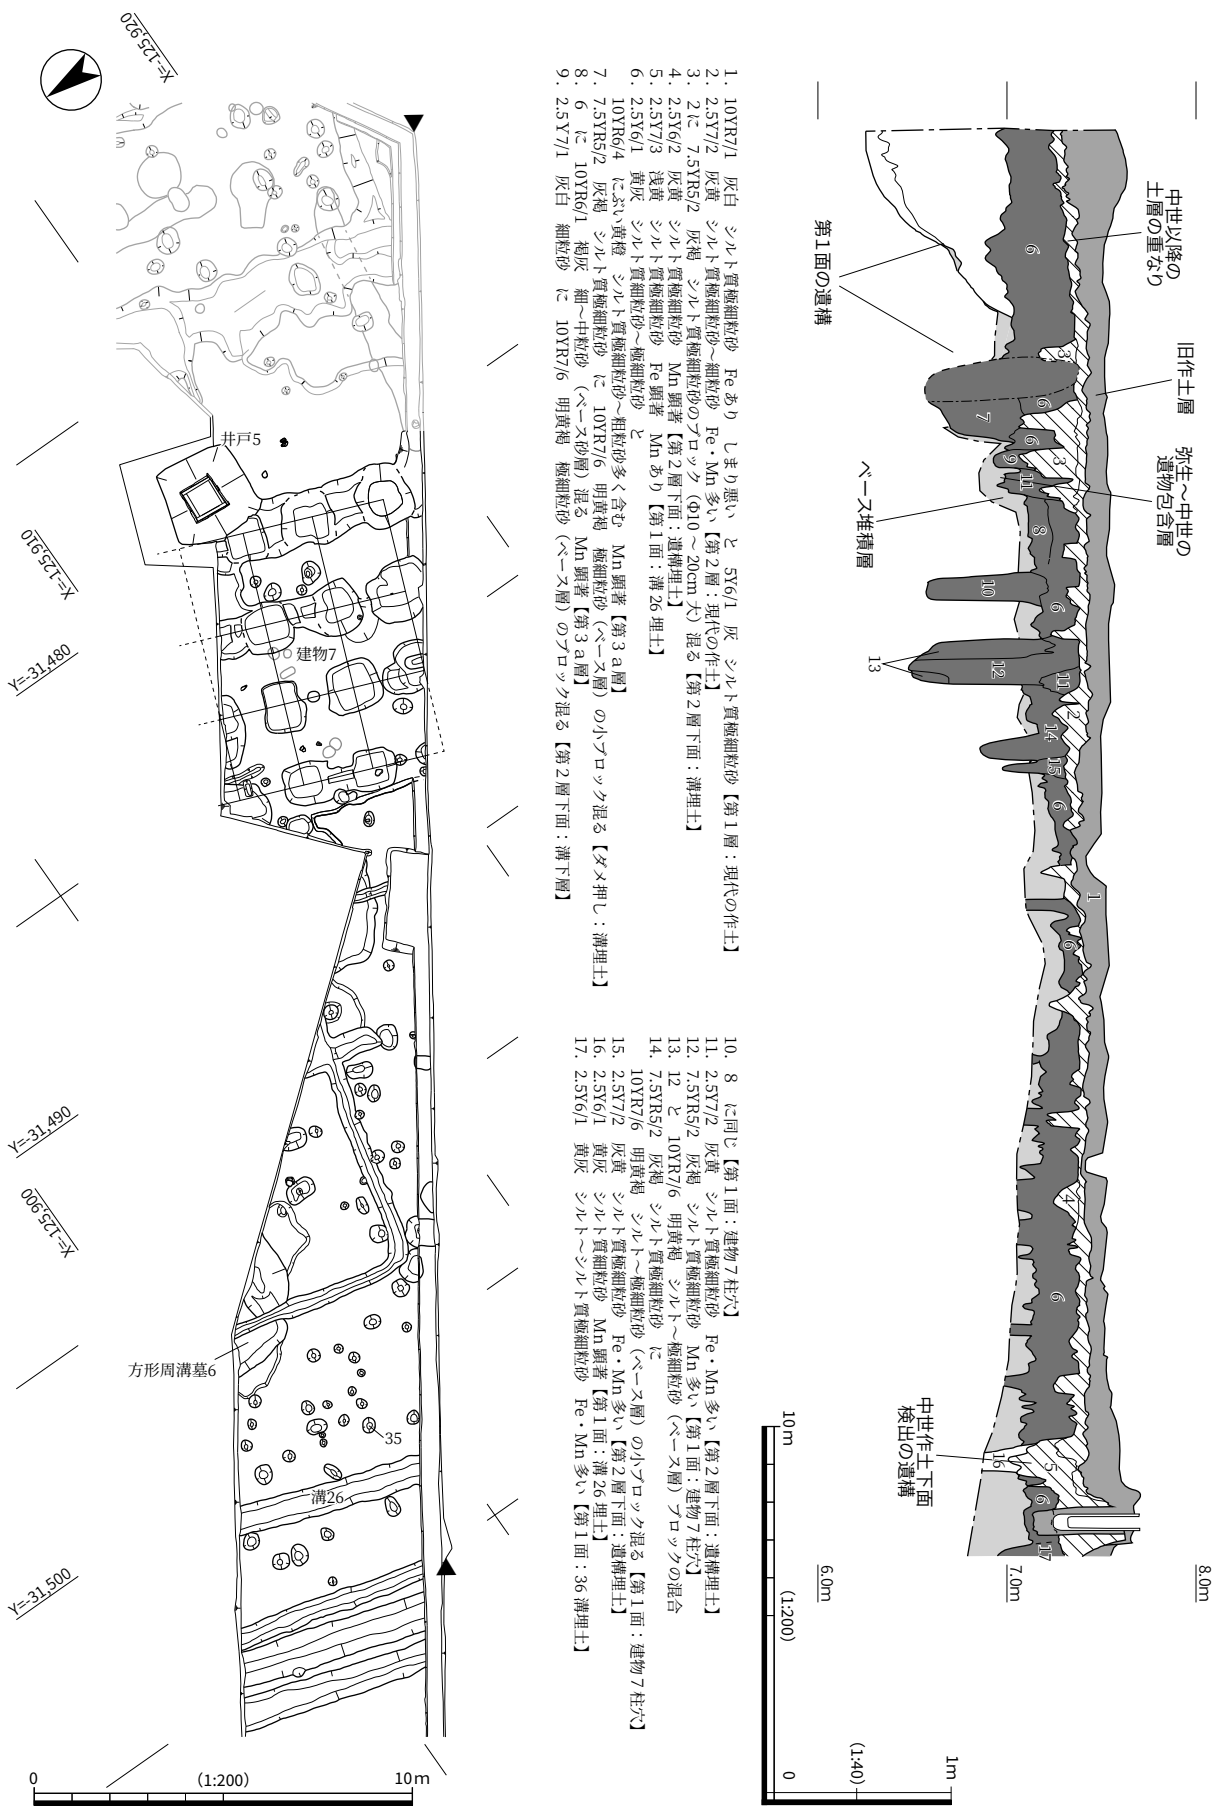 X=-125,920
井戸5
X=-125,910
Y=-31,480
建物7
Y=-31,490
X=-125,900
方形周溝墓6
35
溝26
Y=-31,500
0
(1:200)
10m
1. 10YR7/1 灰白 シルト質極細粒砂 Feあり しまり悪い と 5Y6/1 灰 シルト質極細粒砂【第1層：現代の作土】
2. 2.5Y7/2 灰黄 シルト質極細粒砂～細粒砂 Fe・Mn多い【第2層：現代の作土】
3. 2に 7.5YR5/2 灰褐 シルト質極細粒砂のブロック（Φ10～20cm大）混る【第2層下面：溝埋土】
4. 2.5Y6/2 灰黄 シルト質極細粒砂 Mn顕著【第2層下面：遺構埋土】
5. 2.5Y7/3 浅黄 シルト質極細粒砂 Fe顕著 Mnあり【第1面：溝26埋土】
6. 2.5Y6/1 黄灰 シルト質細粒砂～極細粒砂 と
10YR6/4 にぶい黄橙 シルト質極細粒砂～粗粒砂多く含む Mn顕著【第3a層】
7. 7.5YR5/2 灰褐 シルト質極細粒砂 に 10YR7/6 明黄褐 極細粒砂（ベース層）の小ブロック混る【ダメ押し：溝埋土】
8. 6 に 10YR6/1 褐灰 細～中粒砂（ベース砂層）混る Mn顕著【第3a層】
9. 2.5Y7/1 灰白 細粒砂 に 10YR7/6 明黄褐 極細粒砂（ベース層）のブロック混る【第2層下面：溝下層】
10. 8 に同じ【第1面：建物7柱穴】
11. 2.5Y7/2 灰黄 シルト質極細粒砂 Fe・Mn多い【第2層下面：遺構埋土】
12. 7.5YR5/2 灰褐 シルト質極細粒砂 Mn多い【第1面：建物7柱穴】
13. 12 と 10YR7/6 明黄褐 シルト～極細粒砂（ベース層）ブロックの混合
14. 7.5YR5/2 灰褐 シルト質極細粒砂 に
10YR7/6 明黄褐 シルト～極細粒砂（ベース層）の小ブロック混る【第1面：建物7柱穴】
15. 2.5Y7/2 灰黄 シルト質極細粒砂 Fe・Mn多い【第2層下面：遺構埋土】
16. 2.5Y6/1 黄灰 シルト質細粒砂 Mn顕著【第1面：溝26埋土】
17. 2.5Y6/1 黄灰 シルト～シルト質極細粒砂 Fe・Mn多い【第1面：36溝埋土】
中世以降の
土層の重なり
旧作土層
弥生～中世の
遺物包含層
第1面の遺構
ベース堆積層
中世作土下面
検出の遺構
6
3
6
7
6
3
9
11
8
10
6
13
12
11
2
14
15
6
1
6
4
6
5
16
6
17
8.0m
7.0m
6.0m
10m
(1:200)
0
(1:40)
1m